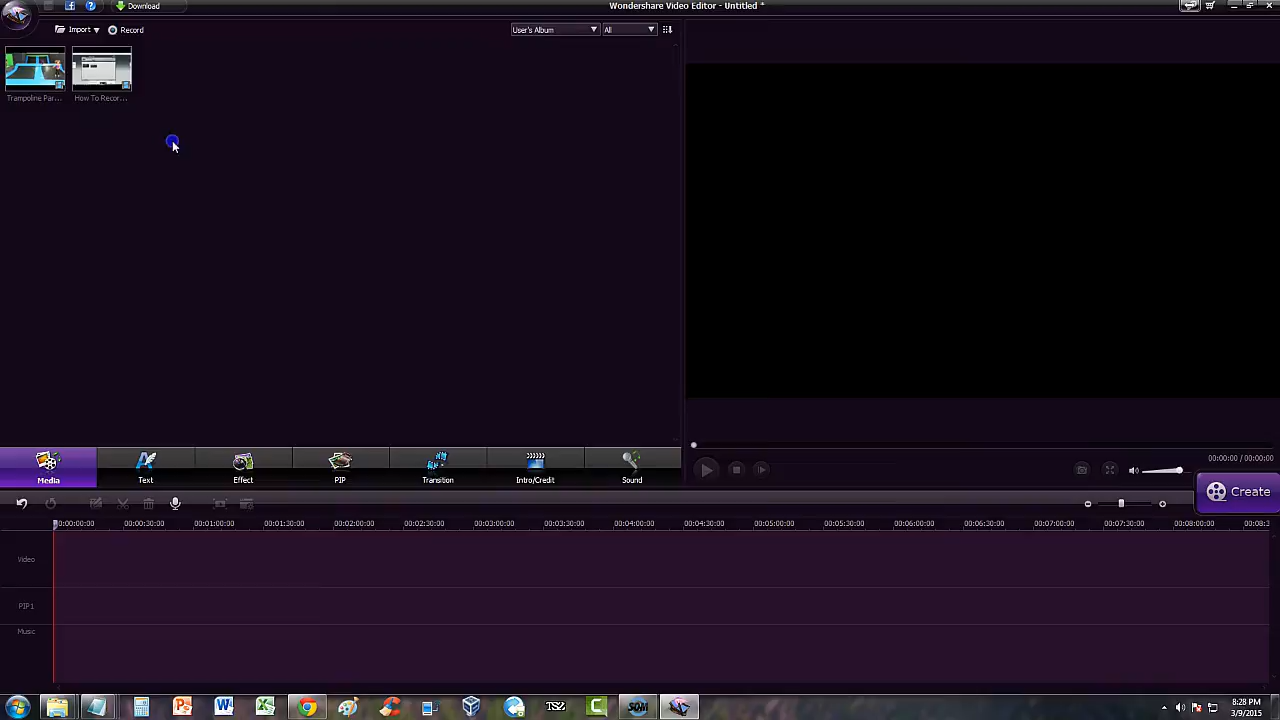 Download
Wondershare Video Editor - Untitled *
Import
Record
User's Album
All
Trampoline Par...
How To Recor...
00:00:00 / 00:00:00
Media
Text
Effect
PIP
Transition
Intro/Credit
Sound
Create
00:00:00:00 00:00:30:00 00:01:00:00 00:01:30:00 00:02:00:00 00:02:30:00 00:03:00:00 00:03:30:00 00:04:00:00 00:04:30:00 00:05:00:00 00:05:30:00 00:06:00:00 00:06:30:00 00:07:00:00 00:07:30:00 00:08:00:00 00:08:3
Video
PIP1
Music
TSZ
SOM
8:28 PM
3/9/2015